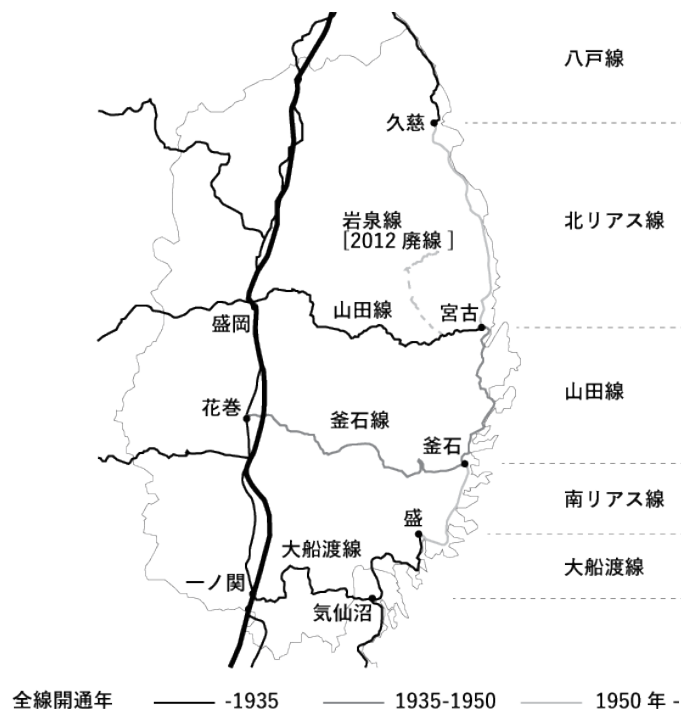 八戸線
久慈
岩泉線
[2012 廃線 ]
北リアス線
山田線
宮古
盛岡
山田線
花巻
釜石線
釜石
南リアス線
盛
大船渡線
大船渡線
一ノ関
気仙沼
全線開通年
-1935
1935-1950
1950 年 -